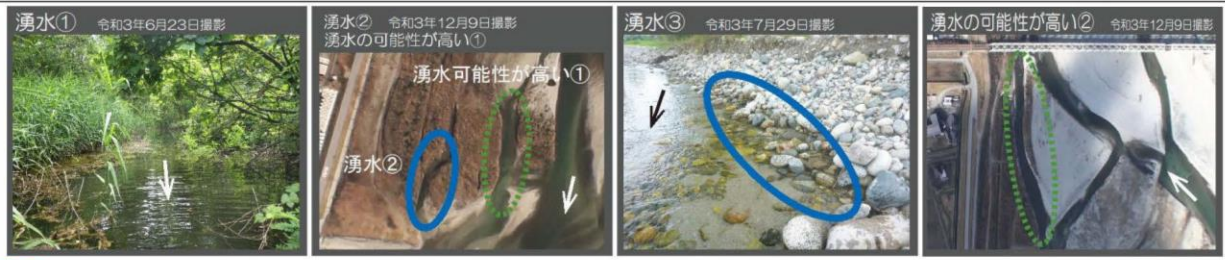 湧水① 令和3年6月23日撮影
湧水② 令和3年12月9日撮影
湧水の可能性が高い①
湧水可能性が高い①
湧水②
湧水③ 令和3年7月29日撮影
湧水の可能性が高い② 令和3年12月9日撮影